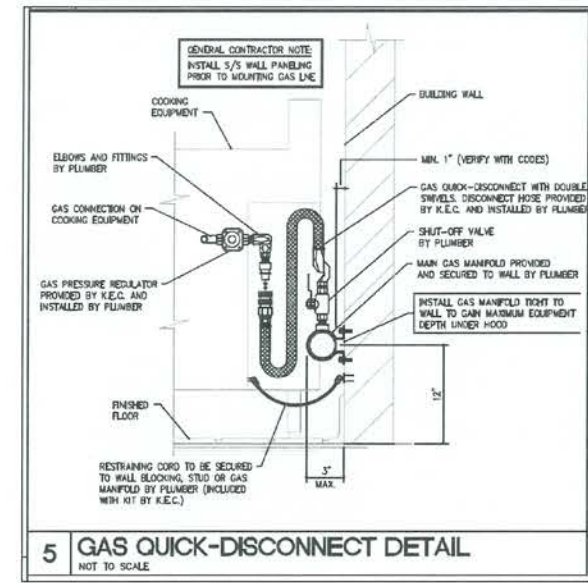 GENERAL CONTRACTOR NOTE:
INSTALL S/S WALL PANELING
PRIOR TO MOUNTING GAS LINE
COOKING
EQUIPMENT
BUILDING WALL
ELBOWS AND FITTINGS
BY PLUMBER
MIN. 1" (VERIFY WITH CODES)
GAS QUICK-DISCONNECT WITH DOUBLE
SWIVELS. DISCONNECT HOSE PROVIDED
BY K.E.C. AND INSTALLED BY PLUMBER
GAS CONNECTION ON
COOKING EQUIPMENT
SHUT-OFF VALVE
BY PLUMBER
MAIN GAS MANIFOLD PROVIDED
AND SECURED TO WALL BY PLUMBER
GAS PRESSURE REGULATOR
PROVIDED BY K.E.C. AND
INSTALLED BY PLUMBER
INSTALL GAS MANIFOLD TIGHT TO
WALL TO GAIN MAXIMUM EQUIPMENT
DEPTH UNDER HOOD
12"
FINISHED
FLOOR
3"
MAX.
RESTRAINING CORD TO BE SECURED
TO WALL BLOCKING, STUD OR GAS
MANIFOLD BY PLUMBER (INCLUDED
WITH KIT BY K.E.C.)
5 GAS QUICK-DISCONNECT DETAIL
NOT TO SCALE